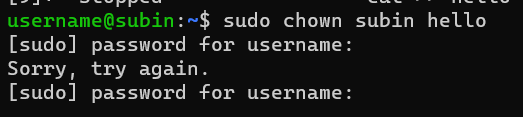 username@subin:~$ sudo chown subin hello
[sudo] password for username:
Sorry, try again.
[sudo] password for username: